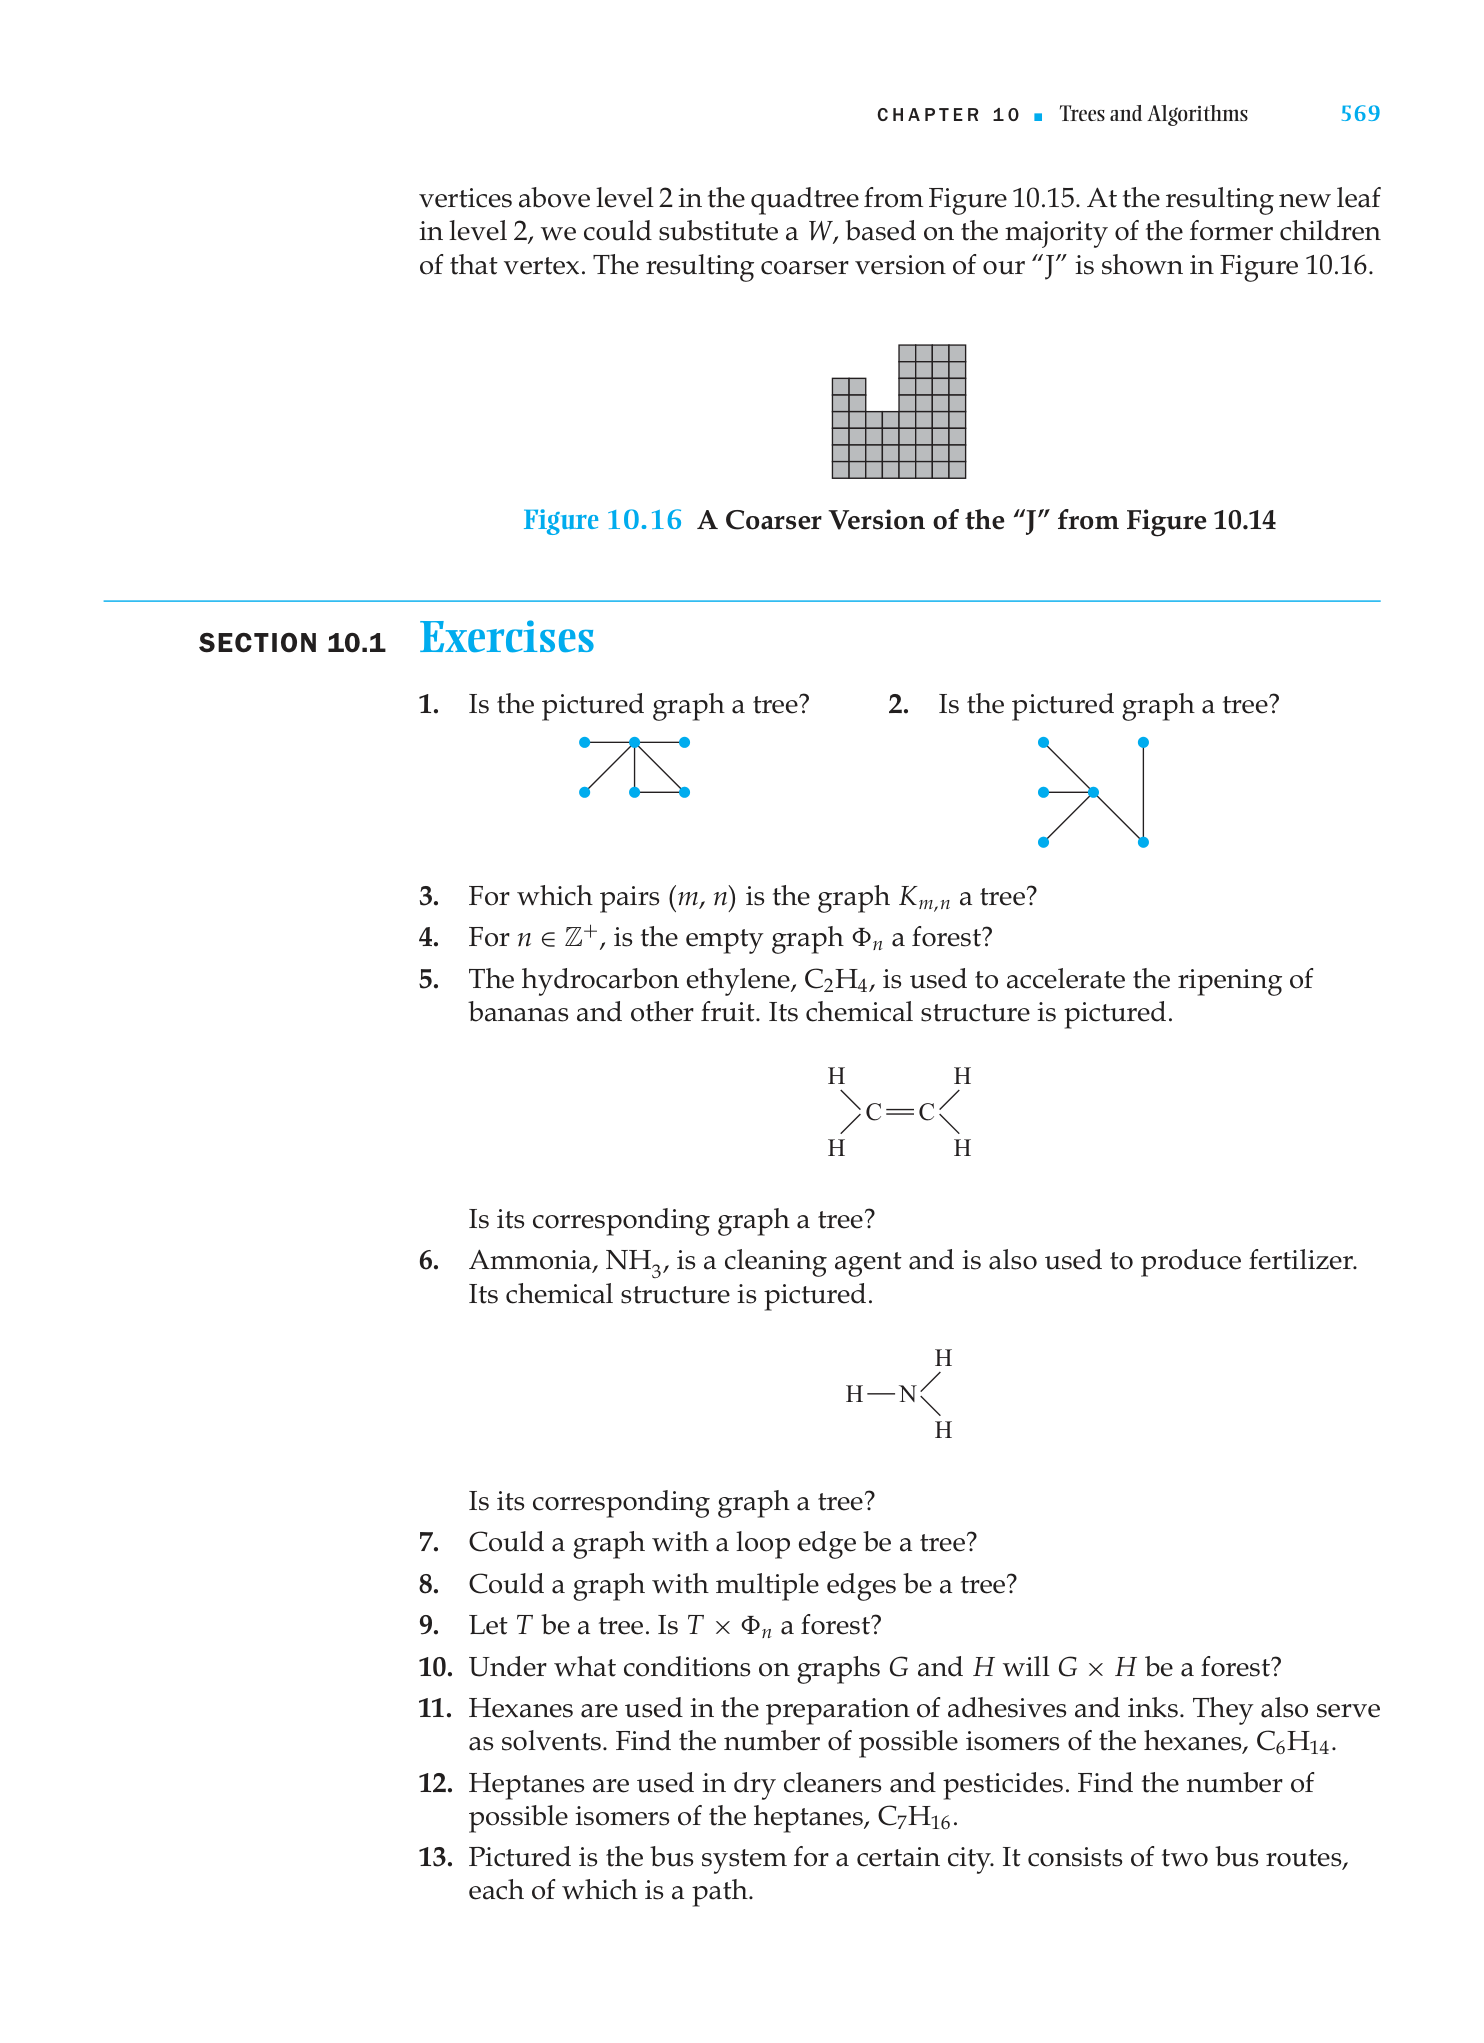 CHAPTER 10 ■ Trees and Algorithms 569
vertices above level 2 in the quadtree from Figure 10.15. At the resulting new leaf
in level 2, we could substitute a W, based on the majority of the former children
of that vertex. The resulting coarser version of our “J” is shown in Figure 10.16.
Figure 10.16 A Coarser Version of the “J” from Figure 10.14
SECTION 10.1 Exercises
1. Is the pictured graph a tree?
2. Is the pictured graph a tree?
3. For which pairs (m, n) is the graph Kₘ,ₙ a tree?
4. For n ∈ ℤ⁺, is the empty graph Φₙ a forest?
5. The hydrocarbon ethylene, C₂H₄, is used to accelerate the ripening of
bananas and other fruit. Its chemical structure is pictured.
H H
C=C
H H
Is its corresponding graph a tree?
6. Ammonia, NH₃, is a cleaning agent and is also used to produce fertilizer.
Its chemical structure is pictured.
H
H—N
H
Is its corresponding graph a tree?
7. Could a graph with a loop edge be a tree?
8. Could a graph with multiple edges be a tree?
9. Let T be a tree. Is T × Φₙ a forest?
10. Under what conditions on graphs G and H will G × H be a forest?
11. Hexanes are used in the preparation of adhesives and inks. They also serve
as solvents. Find the number of possible isomers of the hexanes, C₆H₁₄.
12. Heptanes are used in dry cleaners and pesticides. Find the number of
possible isomers of the heptanes, C₇H₁₆.
13. Pictured is the bus system for a certain city. It consists of two bus routes,
each of which is a path.